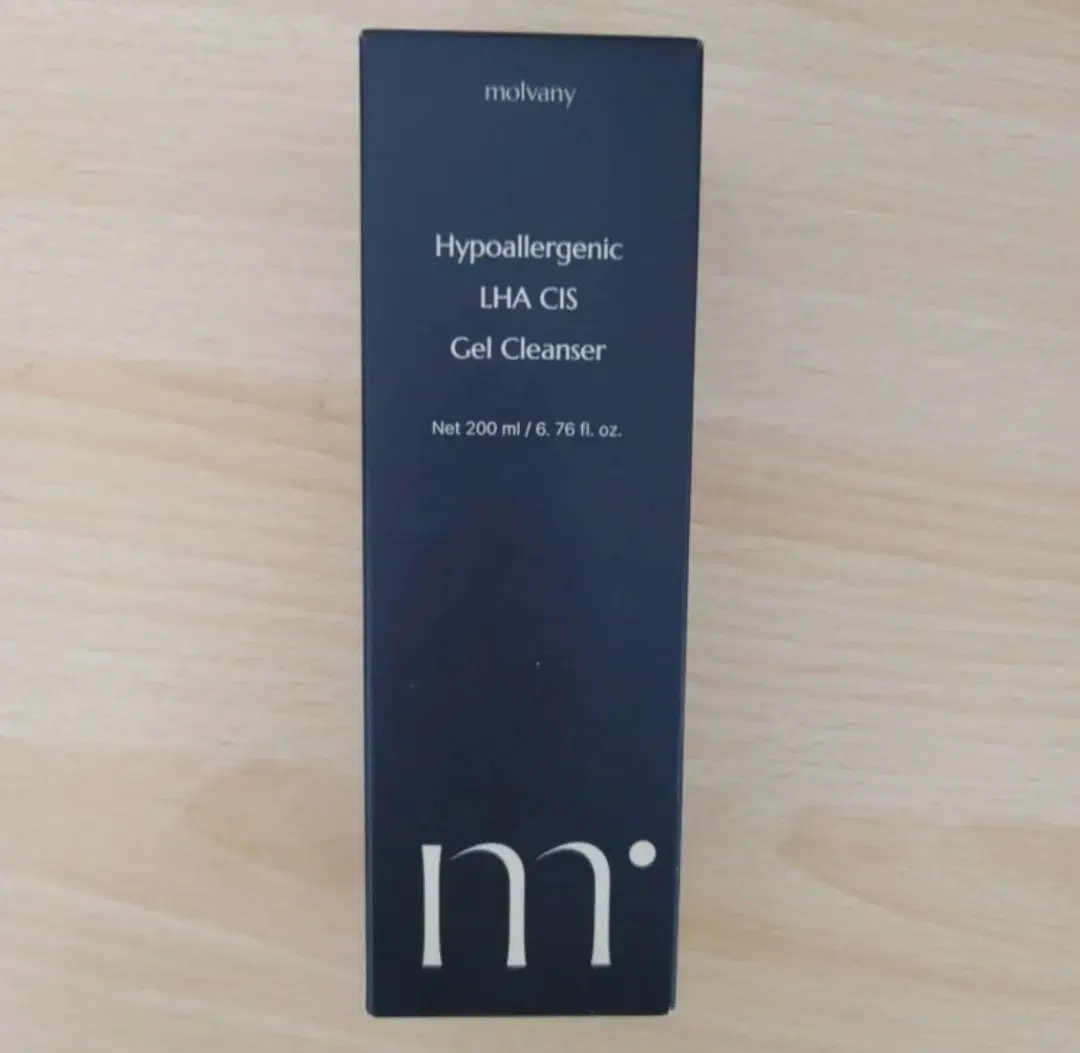 molvany
Hypoallergenic
LHA CIS
Gel Cleanser
Net 200 ml / 6. 76 fl. oz.
m